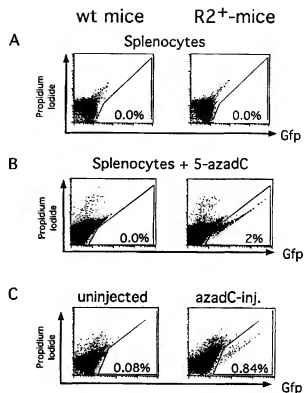 wt mice R2+-mice
A
Splenocytes
Propidium Iodide
0.0% 0.0%
Gfp
B
Splenocytes + 5-azadC
Propidium Iodide
0.0% 2%
Gfp
C
uninjected azadC-inj.
Propidium Iodide
0.08% 0.84%
Gfp